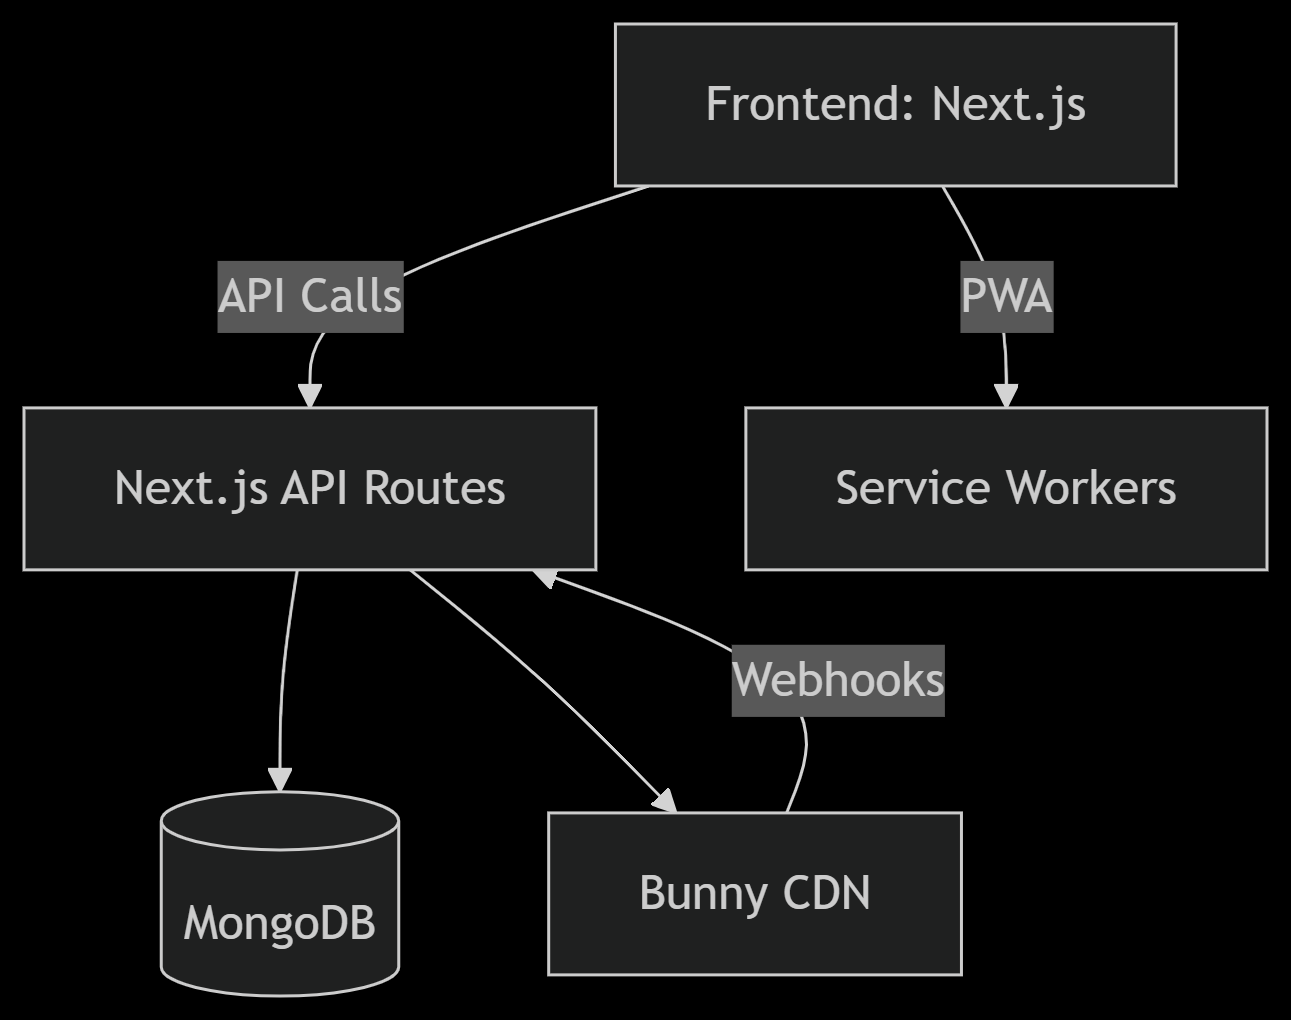 Frontend: Next.js
API Calls
PWA
Next.js API Routes
Service Workers
Webhooks
MongoDB
Bunny CDN